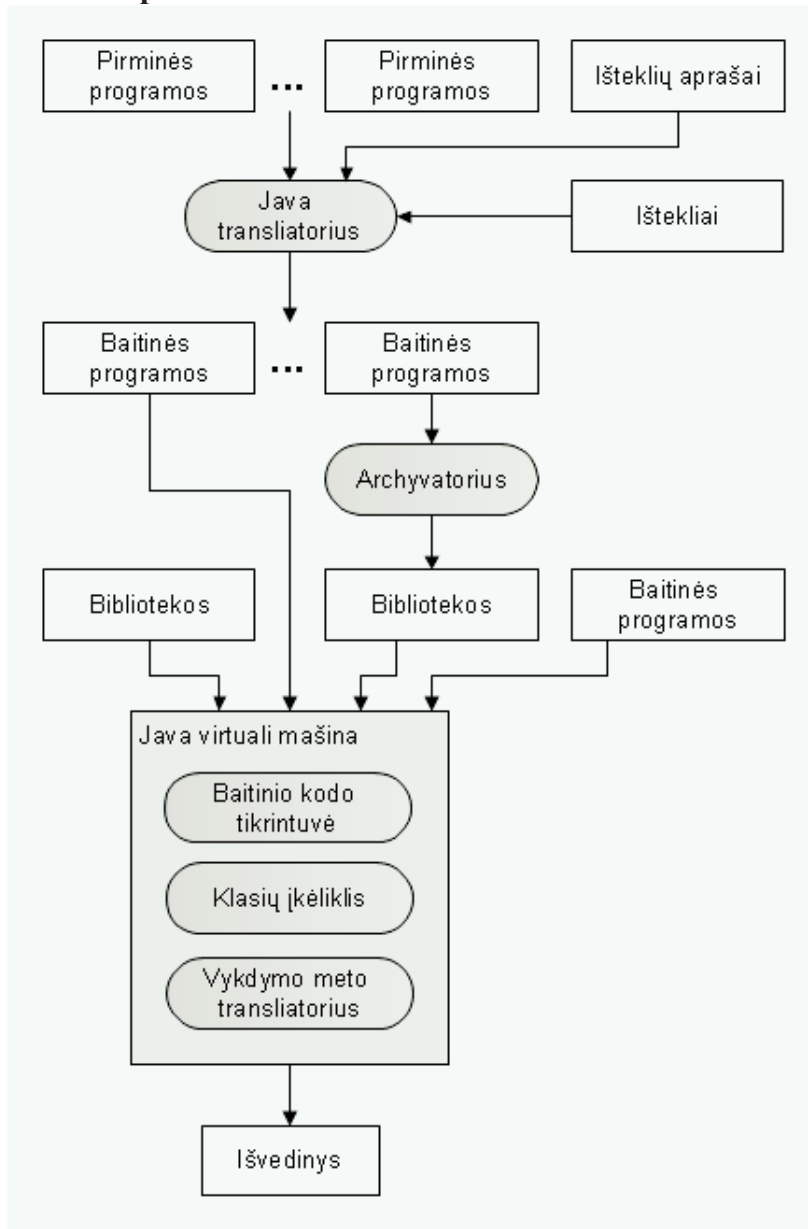 Pirminės
programos
...
Pirminės
programos
Išteklių aprašai
Java
transliatorius
Ištekliai
Baitinės
programos
...
Baitinės
programos
Archyvatorius
Bibliotekos
Bibliotekos
Baitinės
programos
Java virtuali mašina
Baitinio kodo
tikrintuvė
Klasių įkėliklis
Vykdymo meto
transliatorius
Išvedinys